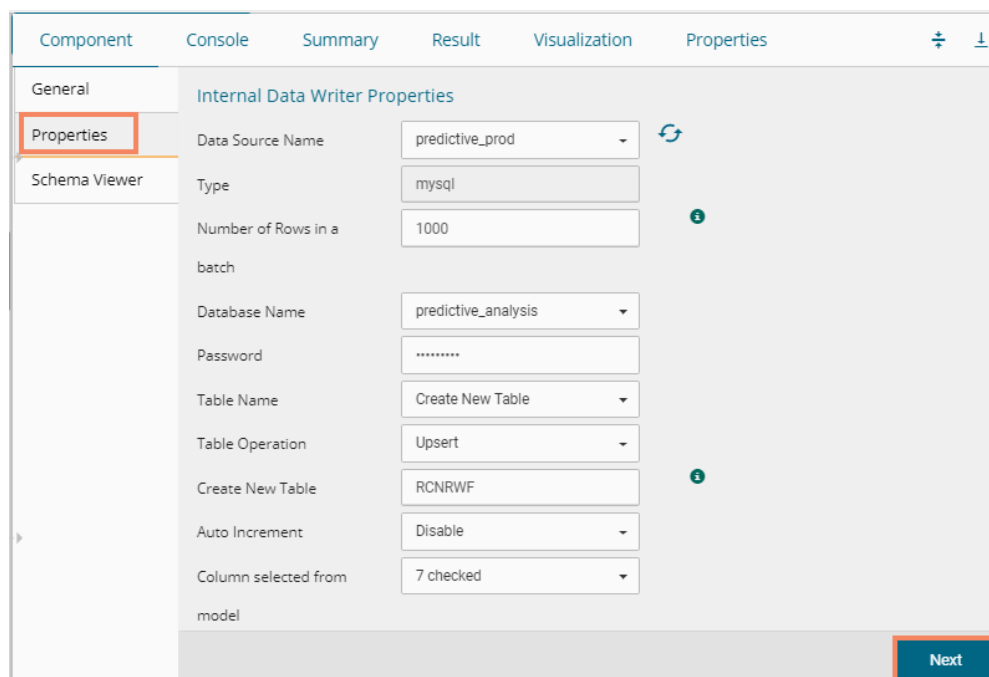 Component Console Summary Result Visualization Properties
General
Properties
Schema Viewer
Internal Data Writer Properties
Data Source Name predictive_prod
Type mysql
Number of Rows in a 1000
batch
Database Name predictive_analysis
Password •••••••••
Table Name Create New Table
Table Operation Upsert
Create New Table RCNRWF
Auto Increment Disable
Column selected from 7 checked
model
Next